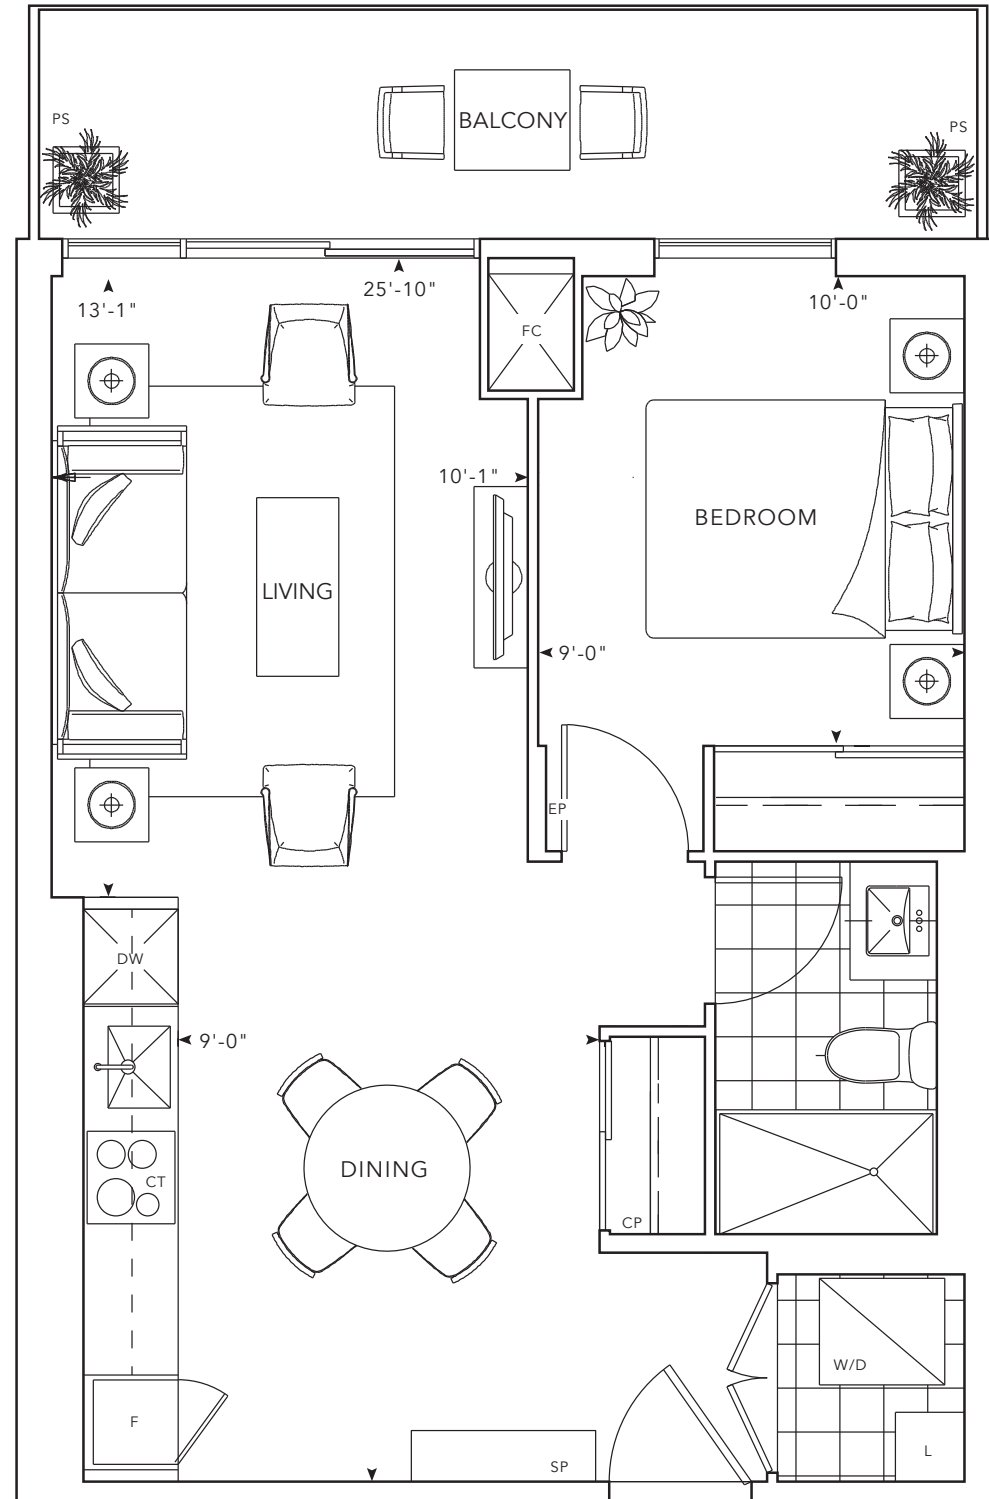 BALCONY
PS
PS
13'-1"
25'-10"
10'-0"
FC
10'-1"
BEDROOM
LIVING
9'-0"
EP
DW
9'-0"
DINING
CT
CP
W/D
F
L
SP